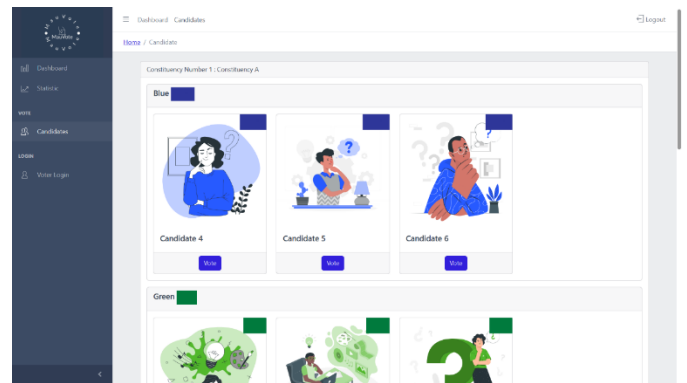 MauVote
Dashboard
Statistic
VOTE
Candidates
LOGIN
Voter Login
Dashboard Candidates
Logout
Home / Candidate
Constituency Number 1 : Constituency A
Blue
Candidate 4
Candidate 5
Candidate 6
Vote
Vote
Vote
Green